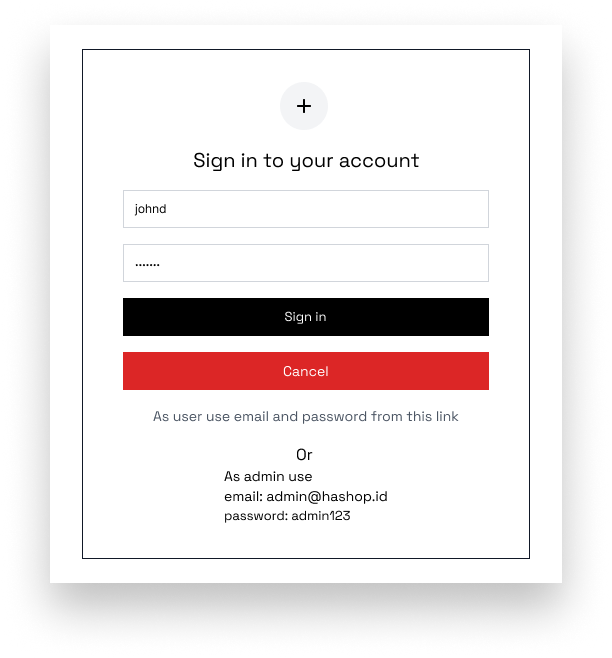 Sign in to your account
johnd
•••••••
Sign in
Cancel
As user use email and password from this link
Or
As admin use
email: admin@hashop.id
password: admin123